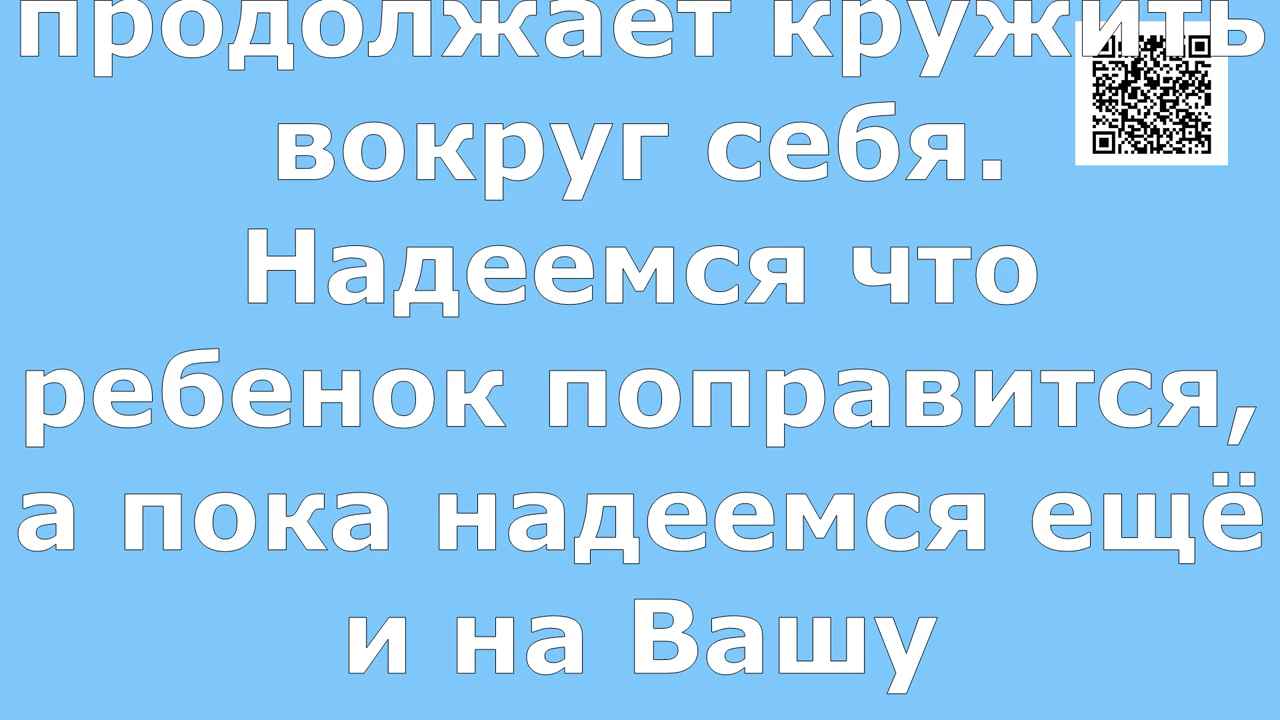 продолжает кружить
вокруг себя.
Надеемся что
ребенок поправится,
а пока надеемся ещё
и на Вашу